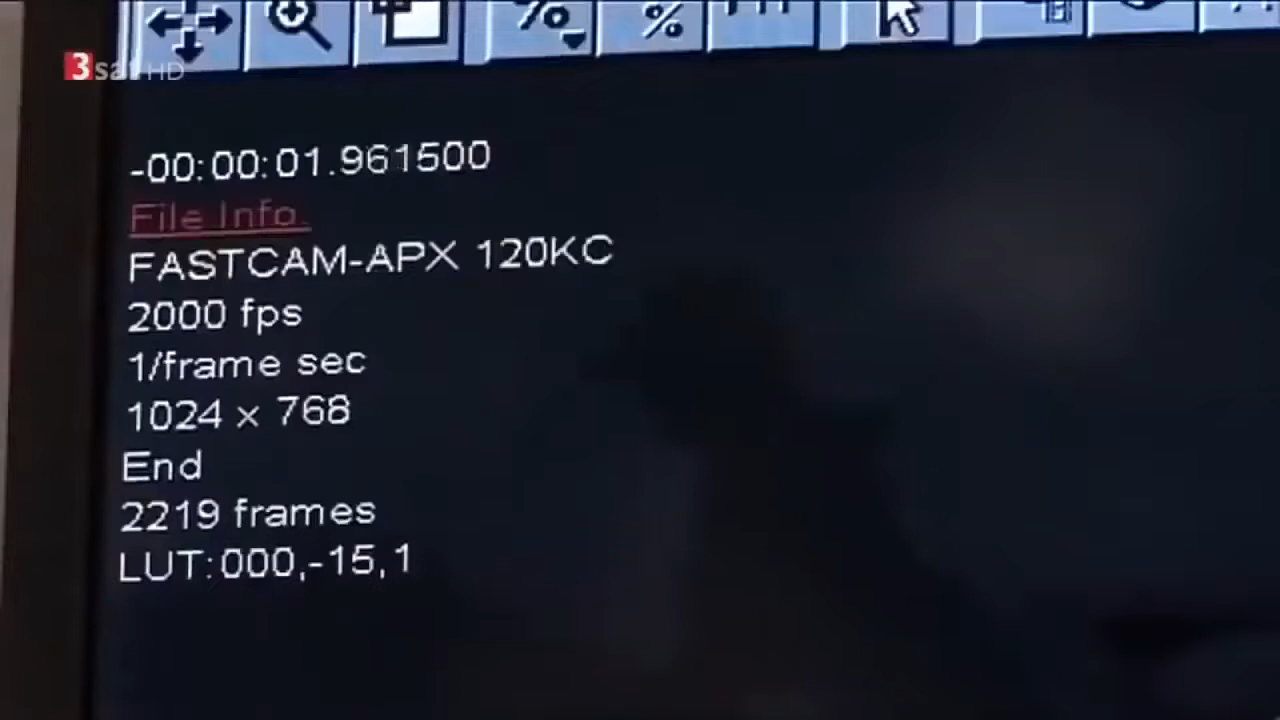 3sat HD
-00:00:01.961500
File Info.
FASTCAM-APX 120KC
2000 fps
1/frame sec
1024 x 768
End
2219 frames
LUT:000,-15,1